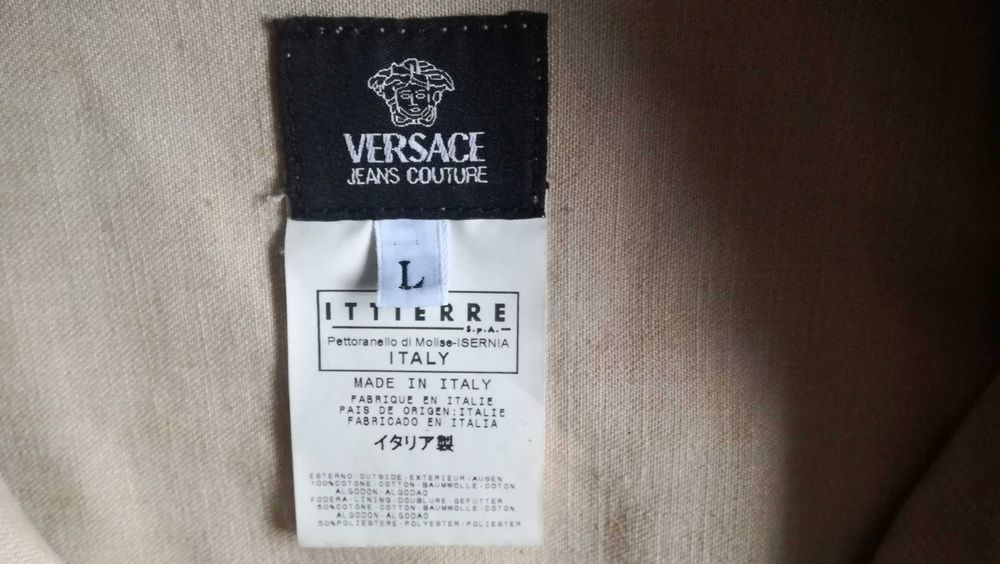 VERSACE
JEANS COUTURE
L
ITTIERRE
S.p.A.
Pettoranello di Molise-ISERNIA
ITALY
MADE IN ITALY
FABRIQUE EN ITALIE
PAIS DE ORIGEN:ITALIE
FABRICADO EN ITALIA
イタリア製
ESTERNO-OUTSIDE-EXTERIEUR-AUßEN
100%COTONE-COTTON-BAUMWOLLE-COTON
ALGODON-ALGODAO
FODERA-LINING-DOUBLURE-GEFUTTER
50%COTONE-COTTON-BAUMWOLLE-COTON
ALGODON-ALGODAO
50%POLIESTERE-POLYESTER-POLIESTER